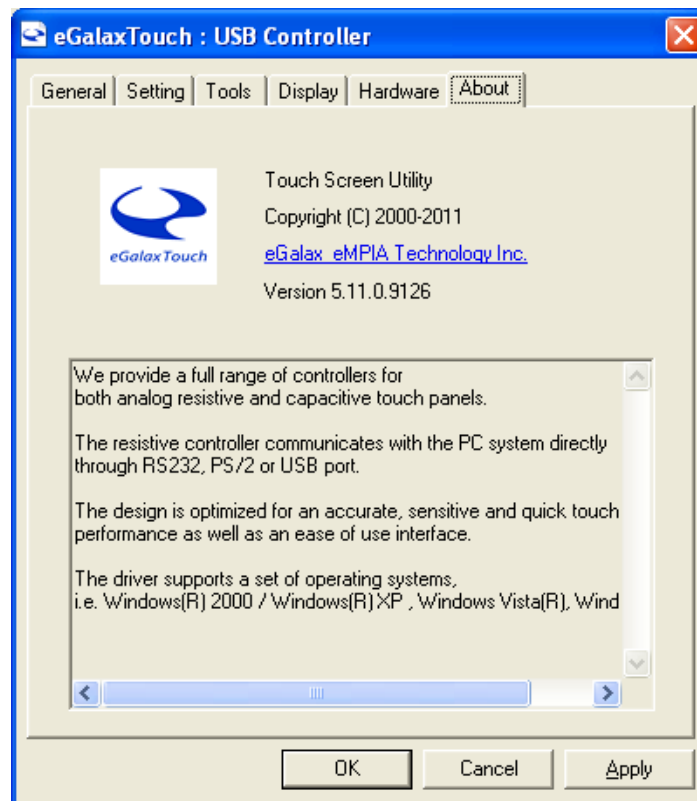 eGalaxTouch : USB Controller
General Setting Tools Display Hardware About
Touch Screen Utility
Copyright (C) 2000-2011
eGalax_eMPIA Technology Inc.
Version 5.11.0.9126
eGalaxTouch
We provide a full range of controllers for
both analog resistive and capacitive touch panels.
The resistive controller communicates with the PC system directly
through RS232, PS/2 or USB port.
The design is optimized for an accurate, sensitive and quick touch
performance as well as an ease of use interface.
The driver supports a set of operating systems,
i.e. Windows(R) 2000 / Windows(R) XP , Windows Vista(R), Wind
OK Cancel Apply